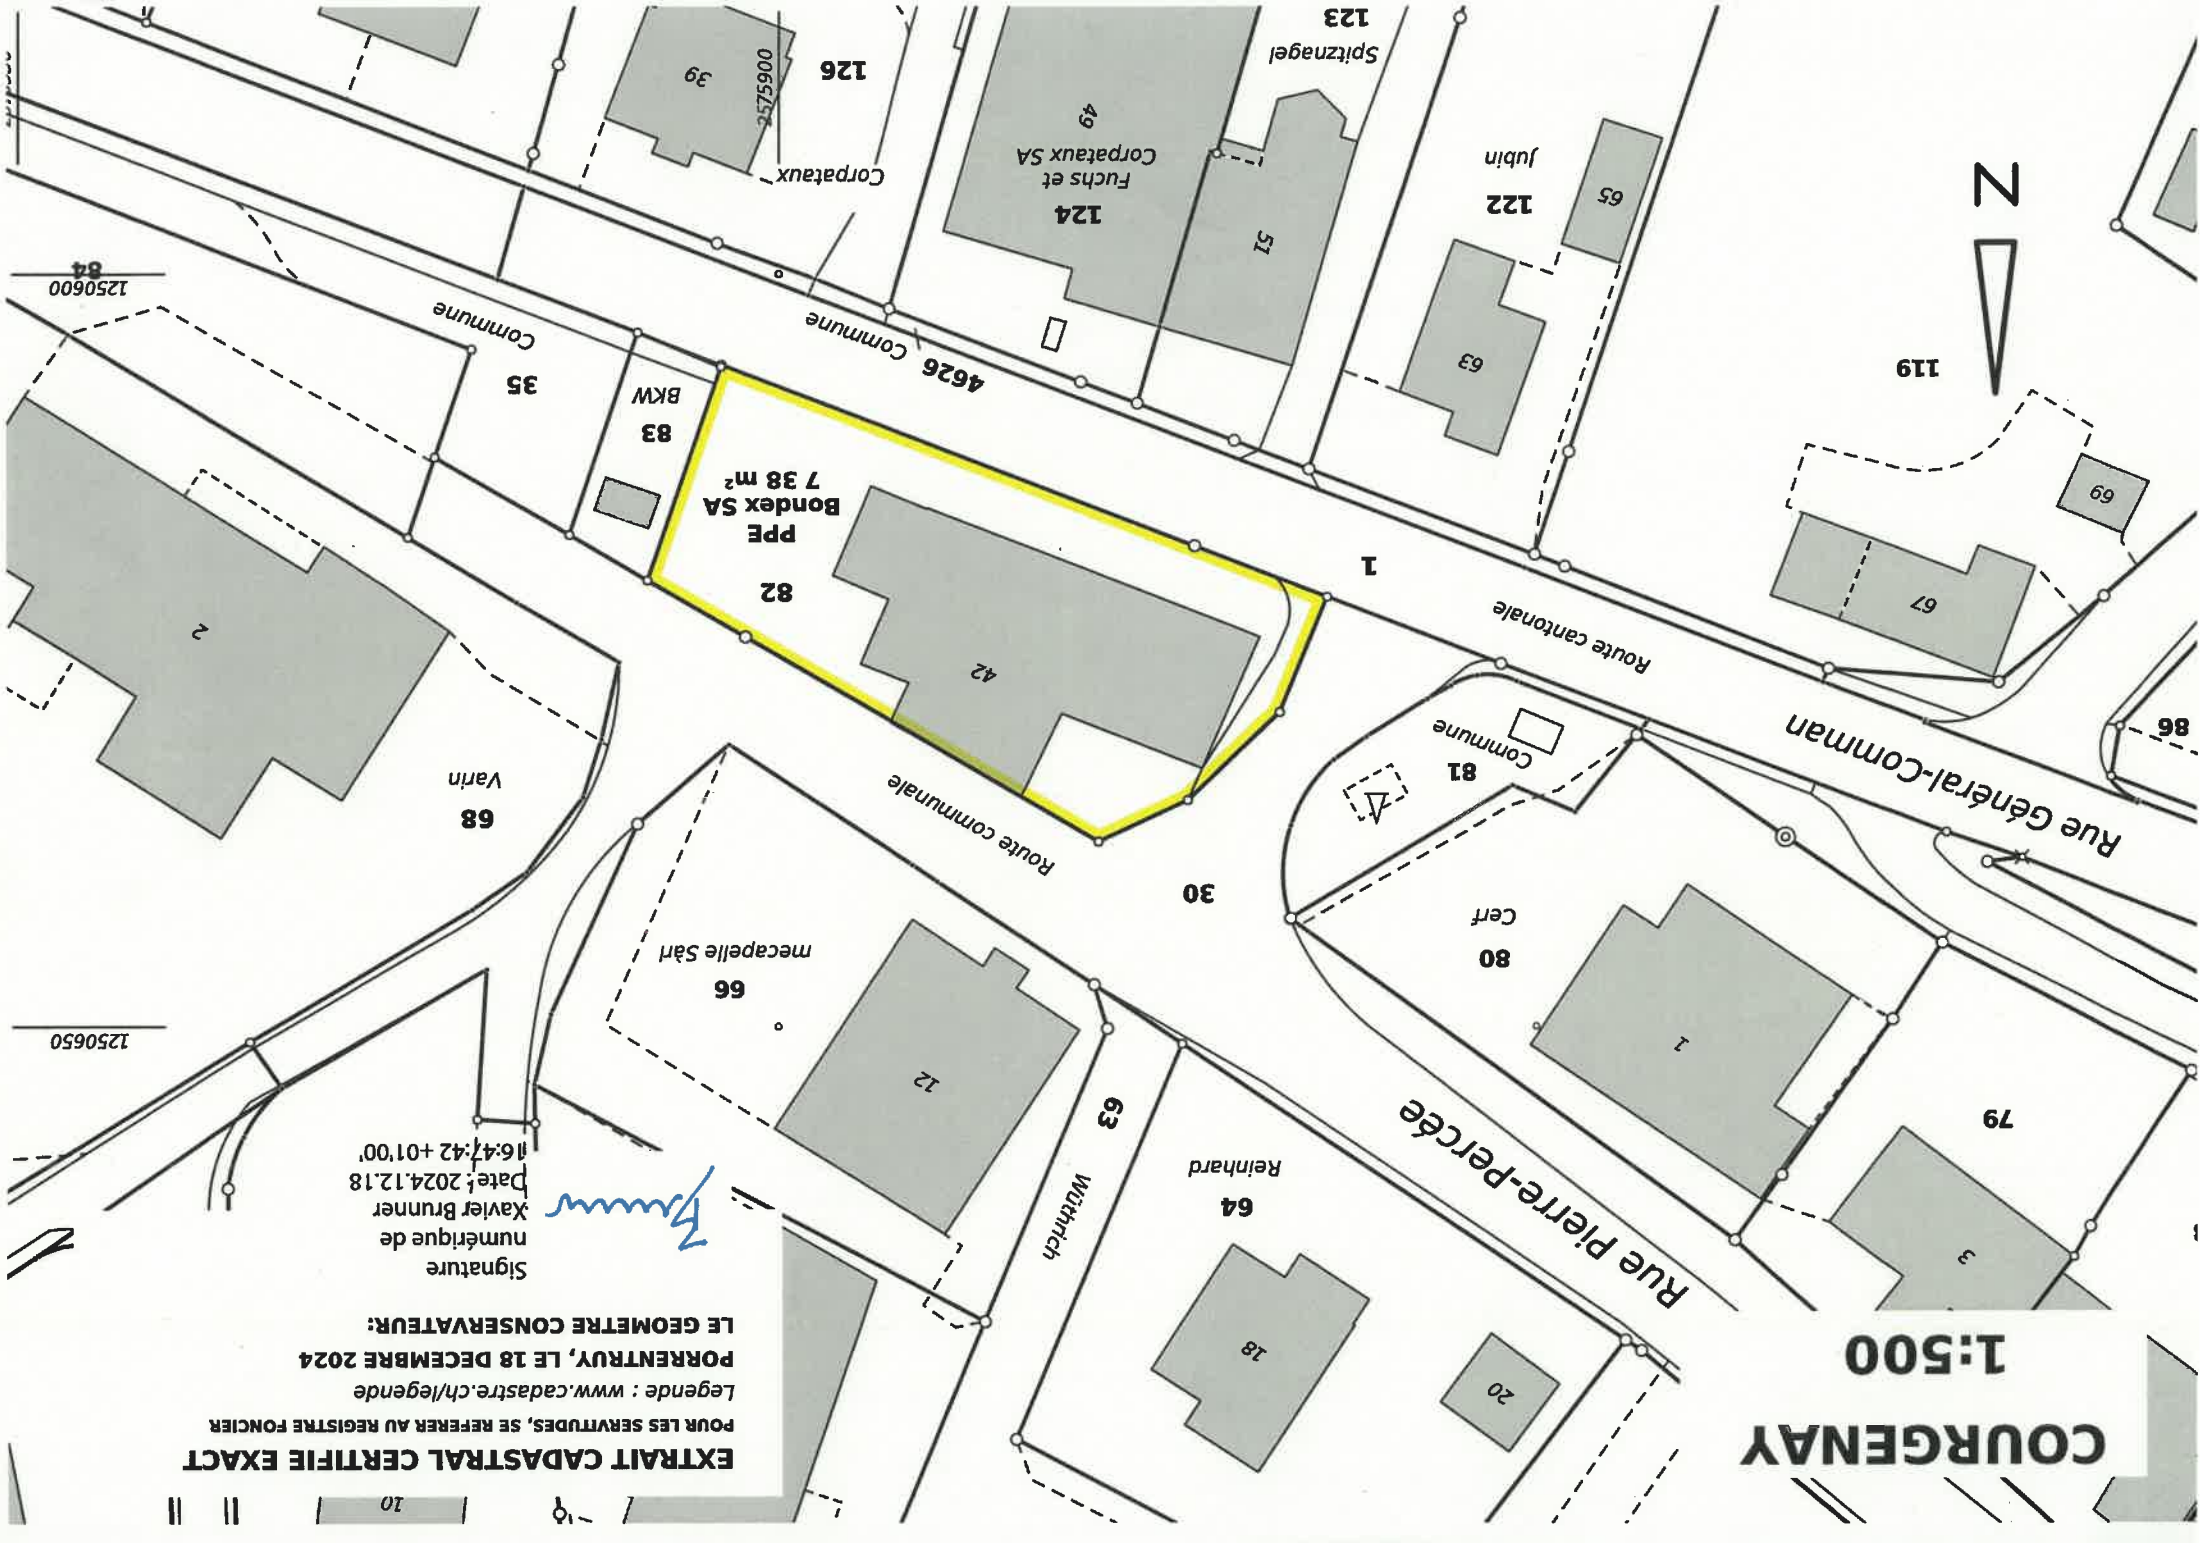 COURGENAY
1:500
EXTRAIT CADASTRAL CERTIFIE EXACT
POUR LES SERVITUDES, SE REFERER AU REGISTRE FONCIER
Legende : www.cadastre.ch/legende
PORRENTRUY, LE 18 DECEMBRE 2024
LE GEOMETRE CONSERVATEUR:
Signature
numérique de
Xavier Brunner
Date : 2024.12.18
16:47:42 +01'00'
10
20
18
3
64
Reinhard
Wüthrich
63
Rue Pierre-Percée
79
1
12
1250650
80
Cerf
66
mecapelle Sàrl
30
68
Varin
Route communale
81
Commune
Rue Général-Comman
86
42
2
Route cantonale
67
82
PPE
Bondex SA
7 38 m²
1
69
83
BKW
35
4626
Commune
Commune
119
63
1250600
84
51
124
Fuchs et
Corpataux SA
49
122
Jubin
65
N
Corpataux
126
2575900
39
Spitznagel
123